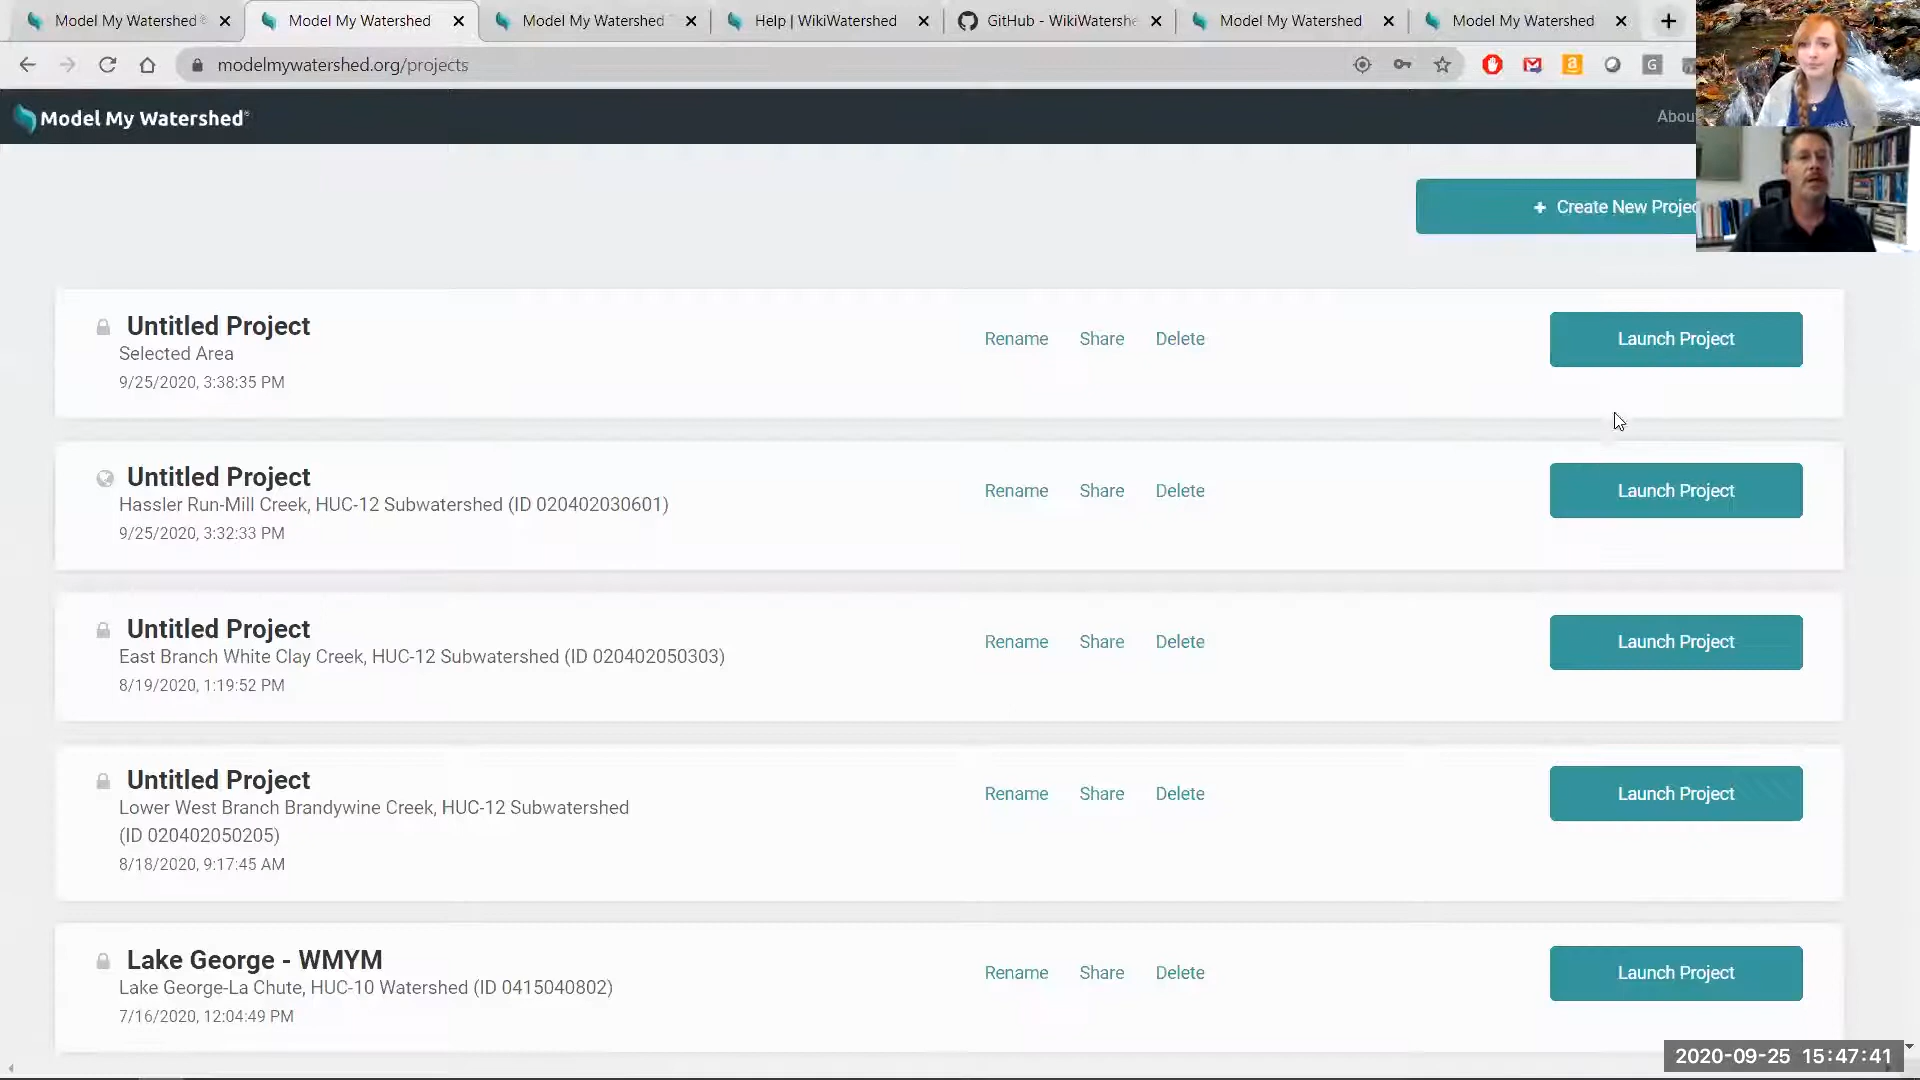 Model My Watershed
Model My Watershed
Model My Watershed
Help | WikiWatershed
GitHub - WikiWatershe
Model My Watershed
Model My Watershed
modelmywatershed.org/projects
Model My Watershed®
Abou
+ Create New Projec
Untitled Project
Selected Area
9/25/2020, 3:38:35 PM
Rename Share Delete
Launch Project
Untitled Project
Hassler Run-Mill Creek, HUC-12 Subwatershed (ID 020402030601)
9/25/2020, 3:32:33 PM
Rename Share Delete
Launch Project
Untitled Project
East Branch White Clay Creek, HUC-12 Subwatershed (ID 020402050303)
8/19/2020, 1:19:52 PM
Rename Share Delete
Launch Project
Untitled Project
Lower West Branch Brandywine Creek, HUC-12 Subwatershed
(ID 020402050205)
8/18/2020, 9:17:45 AM
Rename Share Delete
Launch Project
Lake George - WMYM
Lake George-La Chute, HUC-10 Watershed (ID 0415040802)
7/16/2020, 12:04:49 PM
Rename Share Delete
Launch Project
2020-09-25 15:47:41